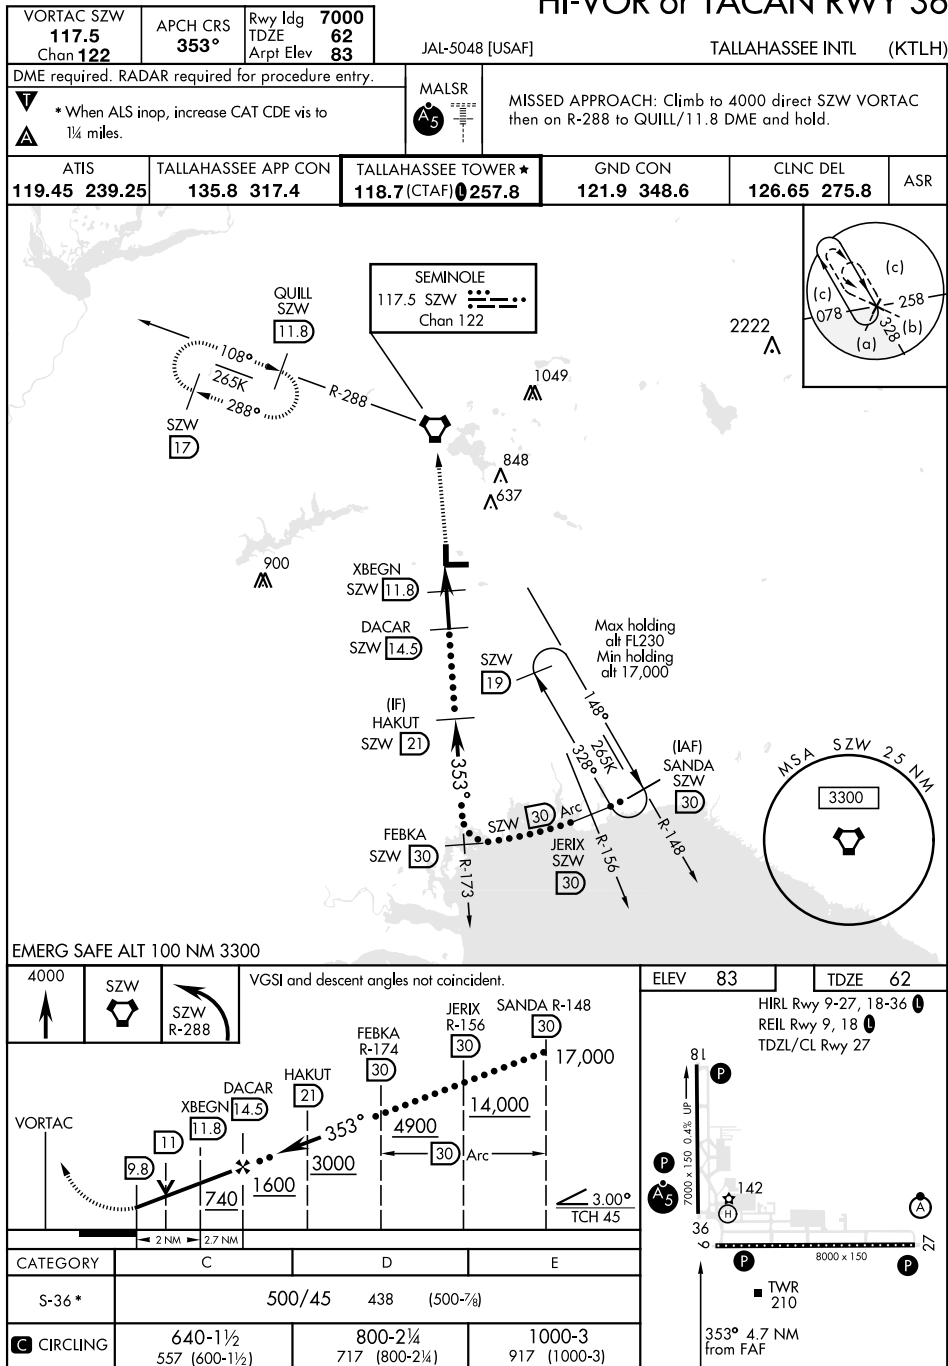 HI-VOR or TACAN RWY 36
VORTAC SZW
117.5
Chan 122
APCH CRS
353°
Rwy ldg 7000
TDZE 62
Arpt Elev 83
JAL-5048 [USAF]
TALLAHASSEE INTL (KTLH)
DME required. RADAR required for procedure entry.
T
A
* When ALS inop, increase CAT CDE vis to
1¼ miles.
MALSR
A5
MISSED APPROACH: Climb to 4000 direct SZW VORTAC
then on R-288 to QUILL/11.8 DME and hold.
ATIS
119.45 239.25
TALLAHASSEE APP CON
135.8 317.4
TALLAHASSEE TOWER ★
118.7 (CTAF) L 257.8
GND CON
121.9 348.6
CLNC DEL
126.65 275.8
ASR
SEMINOLE
117.5 SZW
Chan 122
QUILL
SZW
11.8
108°
265K
288°
R-288
SZW
17
2222
1049
848
637
900
(c)
(c)
258
078
(b)
(a)
328
XBEGN
SZW 11.8
DACAR
SZW 14.5
(IF)
HAKUT
SZW 21
353°
FEBKA
SZW 30
R-173
SZW 30 Arc
JERIX
SZW
30
R-156
R-148
SZW
19
Max holding
alt FL230
Min holding
alt 17,000
148°
265K
328°
(IAF)
SANDA
SZW
30
MSA SZW 25 NM
3300
EMERG SAFE ALT 100 NM 3300
4000
SZW
SZW
R-288
VGSI and descent angles not coincident.
VORTAC
9.8
11
XBEGN
11.8
DACAR
14.5
HAKUT
21
FEBKA
R-174
30
JERIX
R-156
30
SANDA R-148
30
17,000
14,000
4900
353°
3000
1600
740
30 Arc
3.00°
TCH 45
2 NM
2.7 NM
ELEV 83
TDZE 62
HIRL Rwy 9-27, 18-36 L
REIL Rwy 9, 18 L
TDZL/CL Rwy 27
18
P
7000 x 150 0.4% UP
P
A5
142
H
A
36
9
27
8000 x 150
P
P
TWR
210
353° 4.7 NM
from FAF
CATEGORY C D E
S-36 * 500/45 438 (500-⅞)
C CIRCLING
640-1½
557 (600-1½)
800-2¼
717 (800-2¼)
1000-3
917 (1000-3)